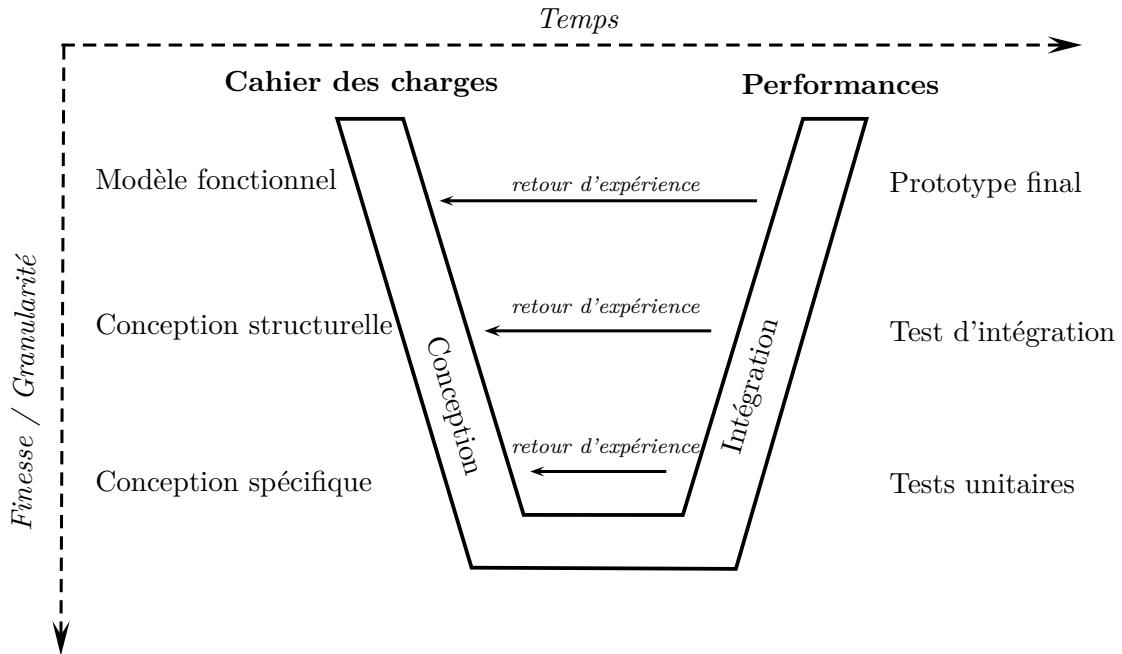 Temps
Cahier des charges
Performances
Modèle fonctionnel
retour d'expérience
Prototype final
Finesse / Granularité
Conception structurelle
retour d'expérience
Test d'intégration
Conception
Intégration
Conception spécifique
retour d'expérience
Tests unitaires